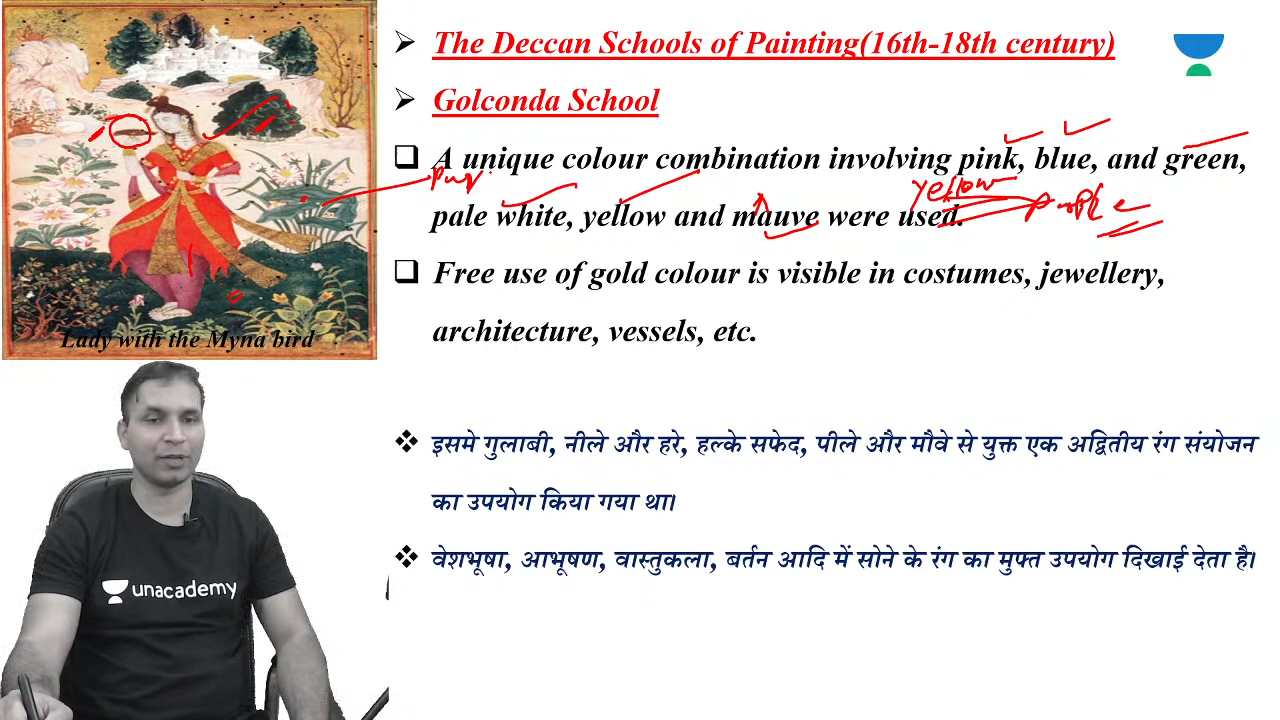 The Deccan Schools of Painting(16th-18th century)
Golconda School
A unique colour combination involving pink, blue, and green,
yellow
purple
pale white, yellow and mauve were used.
Free use of gold colour is visible in costumes, jewellery,
architecture, vessels, etc.
Lady with the Myna bird
इसमे गुलाबी, नीले और हरे, हल्के सफेद, पीले और मौवे से युक्त एक अद्वितीय रंग संयोजन
का उपयोग किया गया था।
वेशभूषा, आभूषण, वास्तुकला, बर्तन आदि में सोने के रंग का मुफ्त उपयोग दिखाई देता है।
unacademy